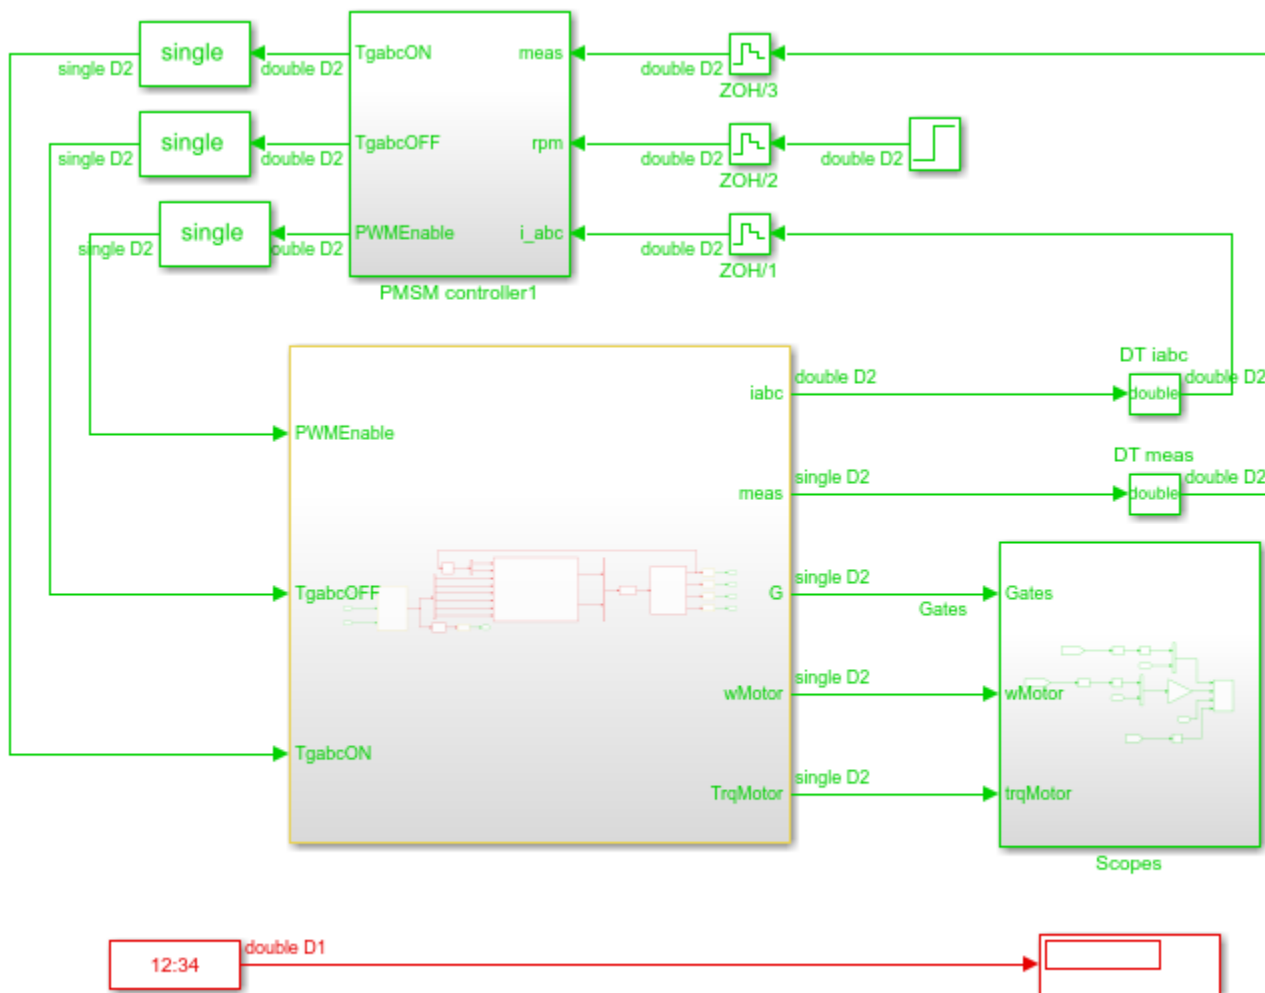 single
single D2
double D2
TgabcON
meas
double D2
ZOH/3
single
single D2
double D2
TgabcOFF
rpm
double D2
ZOH/2
double D2
single
single D2
ouble D2
PWMEnable
i_abc
double D2
ZOH/1
PMSM controller1
DT iabc
iabc
double D2
double
double D2
PWMEnable
DT meas
meas
single D2
double
double D2
TgabcOFF
G
single D2
Gates
Gates
wMotor
single D2
wMotor
TgabcON
TrqMotor
single D2
trqMotor
Scopes
12:34
double D1